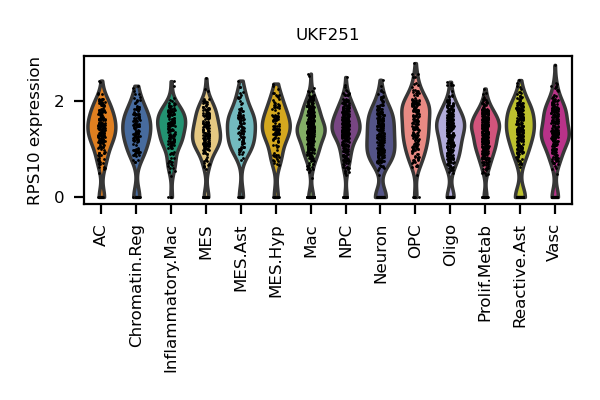 UKF251
RPS10 expression
2
0
AC
Chromatin.Reg
Inflammatory.Mac
MES
MES.Ast
MES.Hyp
Mac
NPC
Neuron
OPC
Oligo
Prolif.Metab
Reactive.Ast
Vasc